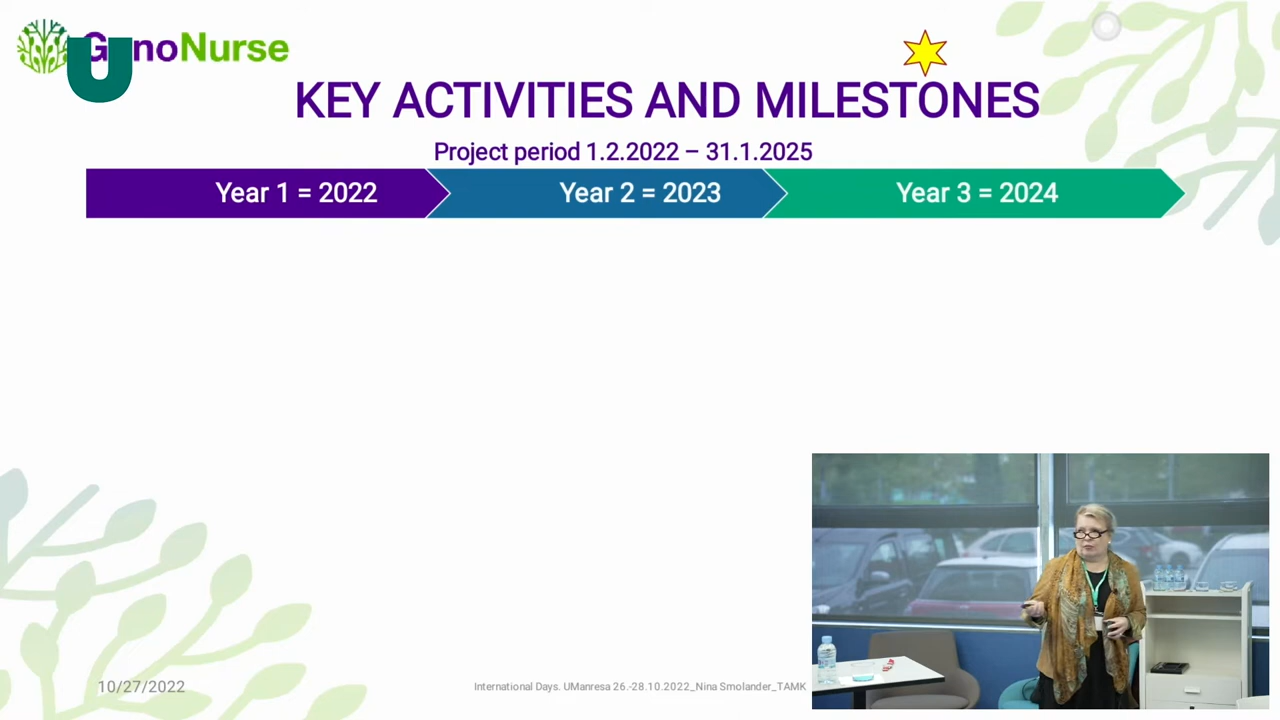 GenoNurse
U
KEY ACTIVITIES AND MILESTONES
Project period 1.2.2022 – 31.1.2025
Year 1 = 2022
Year 2 = 2023
Year 3 = 2024
10/27/2022
International Days. UManresa 26.-28.10.2022_Nina Smolander_TAMK